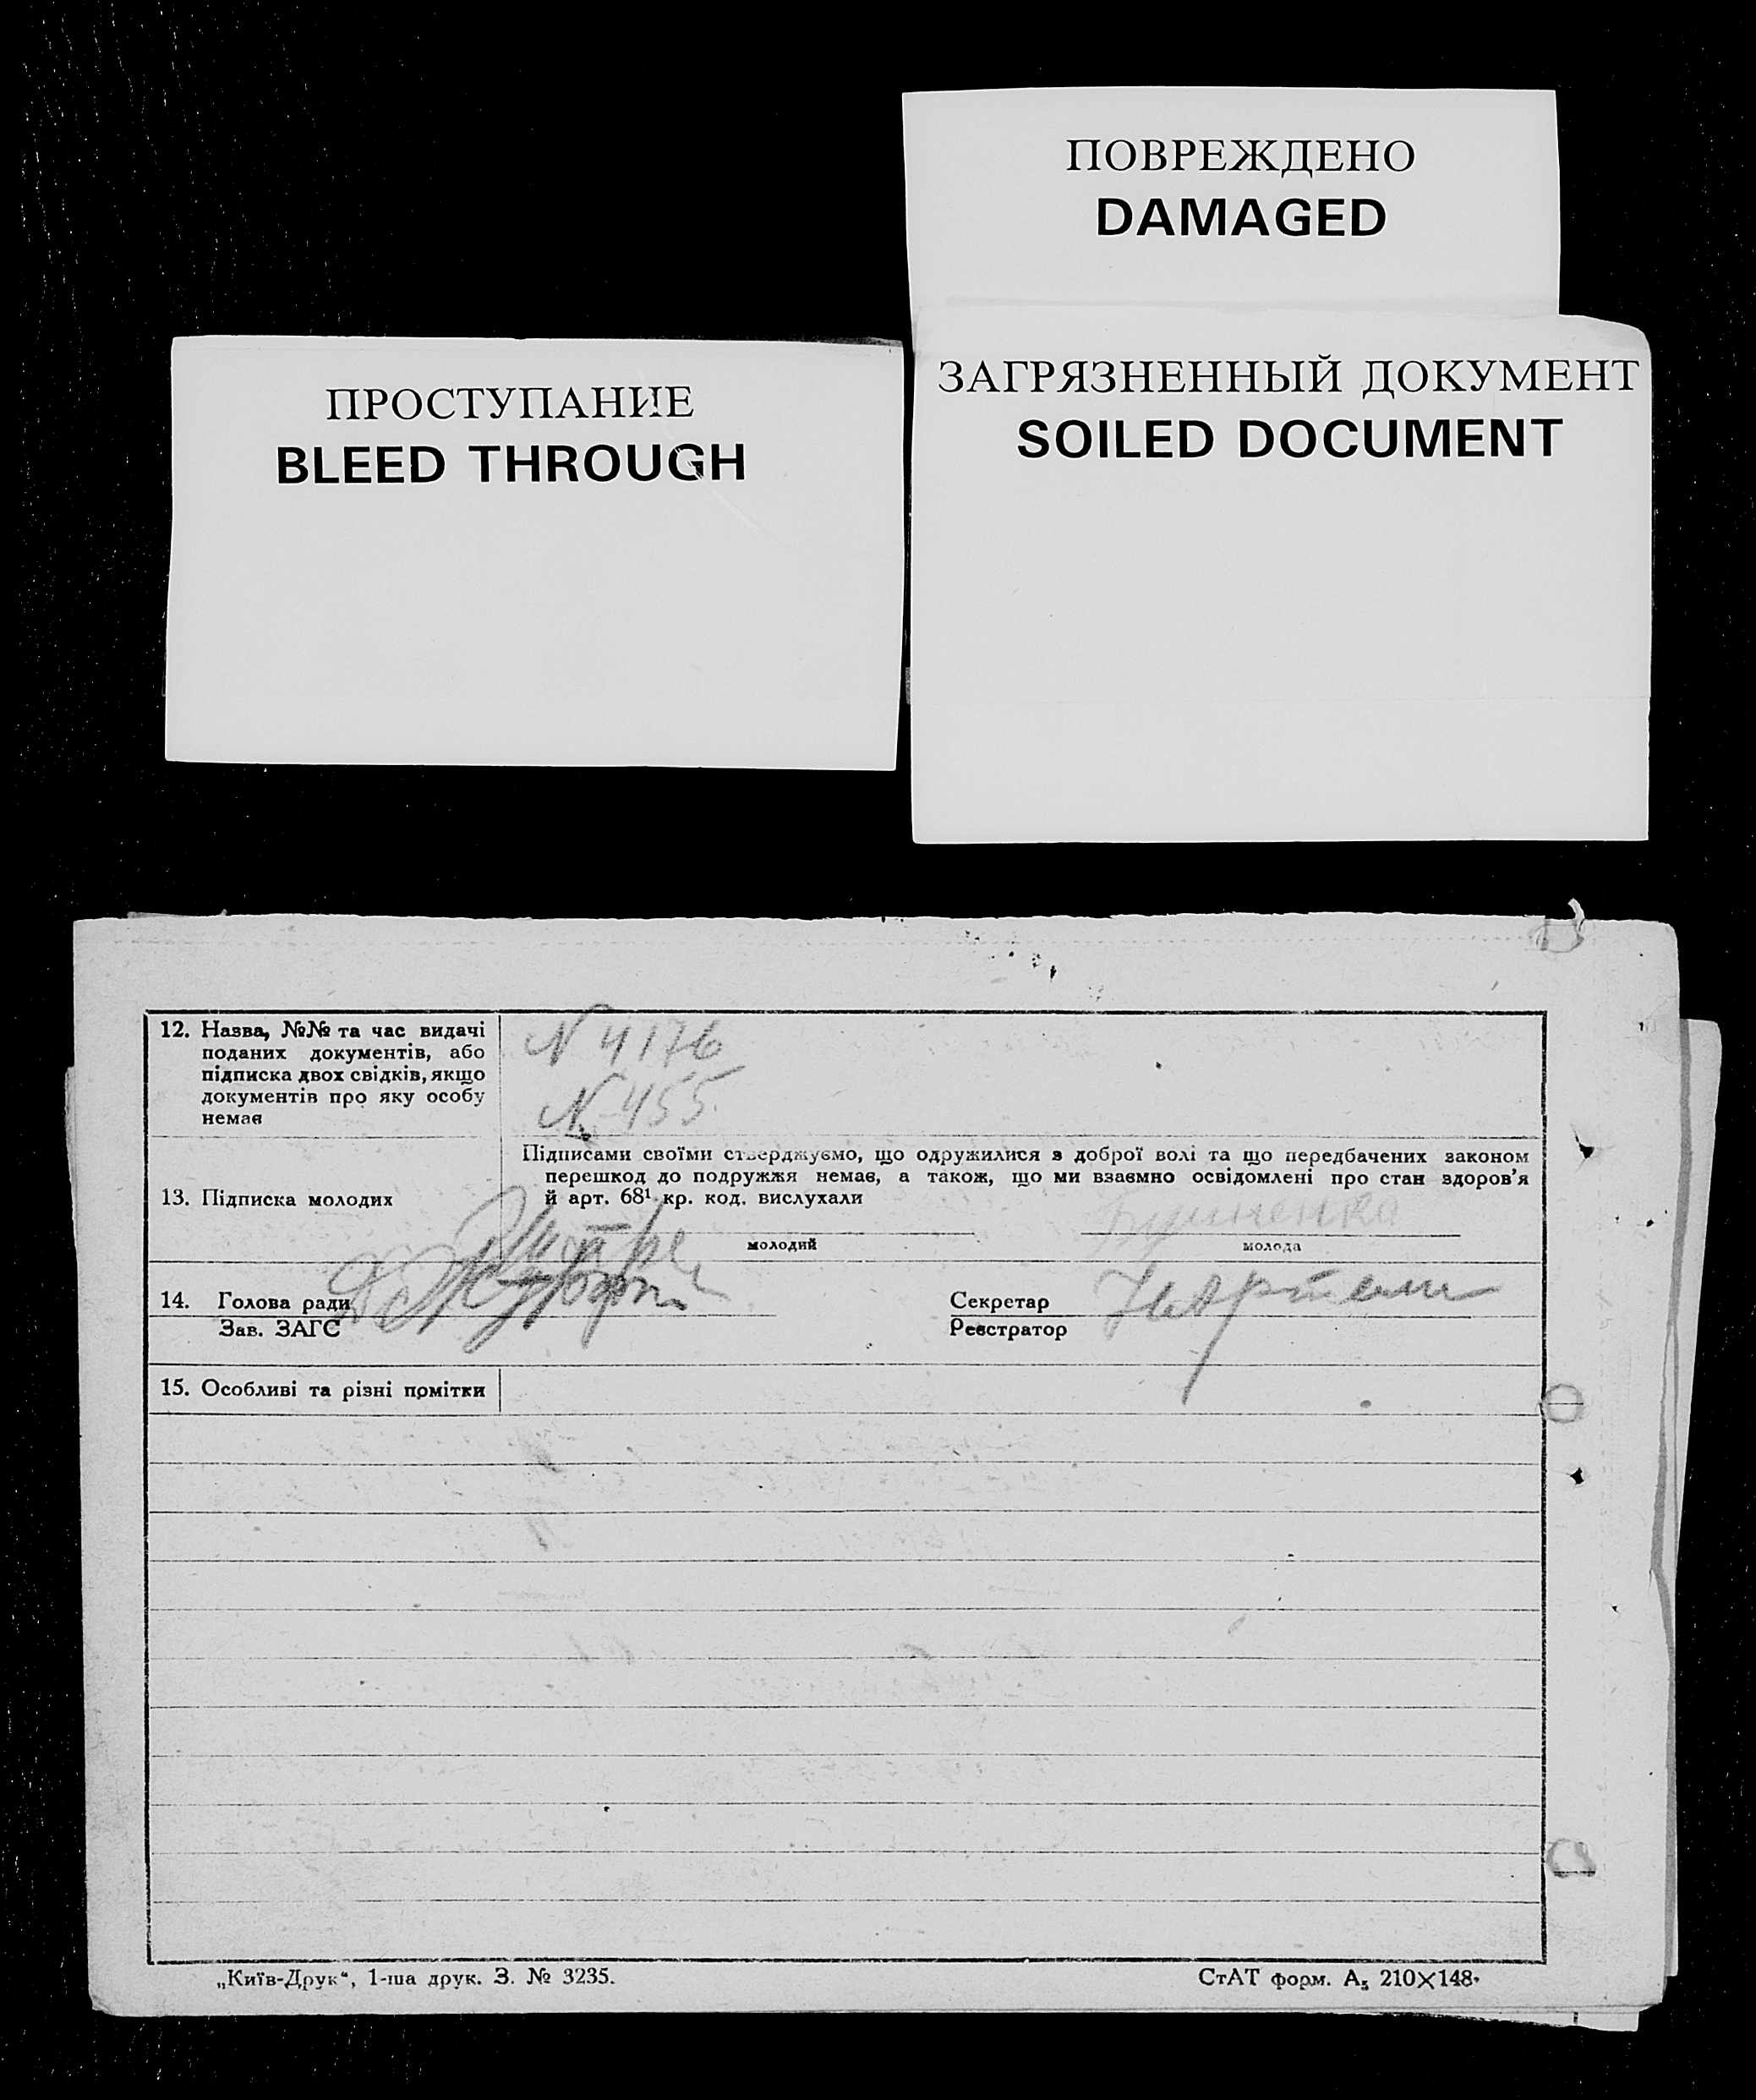 ПОВРЕЖДЕНО
DAMAGED
ПРОСТУПАНИЕ
BLEED THROUGH
ЗАГРЯЗНЕННЫЙ ДОКУМЕНТ
SOILED DOCUMENT
12. Назва, №№ та час видачі
поданих документів, або
підписка двох свідків, якщо
документів про яку особу
немає
N 4176
N 455.
13. Підписка молодих
Підписами своїми стверджуємо, що одружилися з доброї волі та що передбачених законом
перешкод до подружжя немає, а також, що ми взаємно освідомлені про стан здоров'я
й арт. 68¹ кр. код. вислухали
молодий
молода
14. Голова ради
Зав. ЗАГС
Секретар
Реєстратор
15. Особливі та різні помітки
„Київ-Друк“, 1-ша друк. З. № 3235.
СтАТ форм. А₅ 210×148.